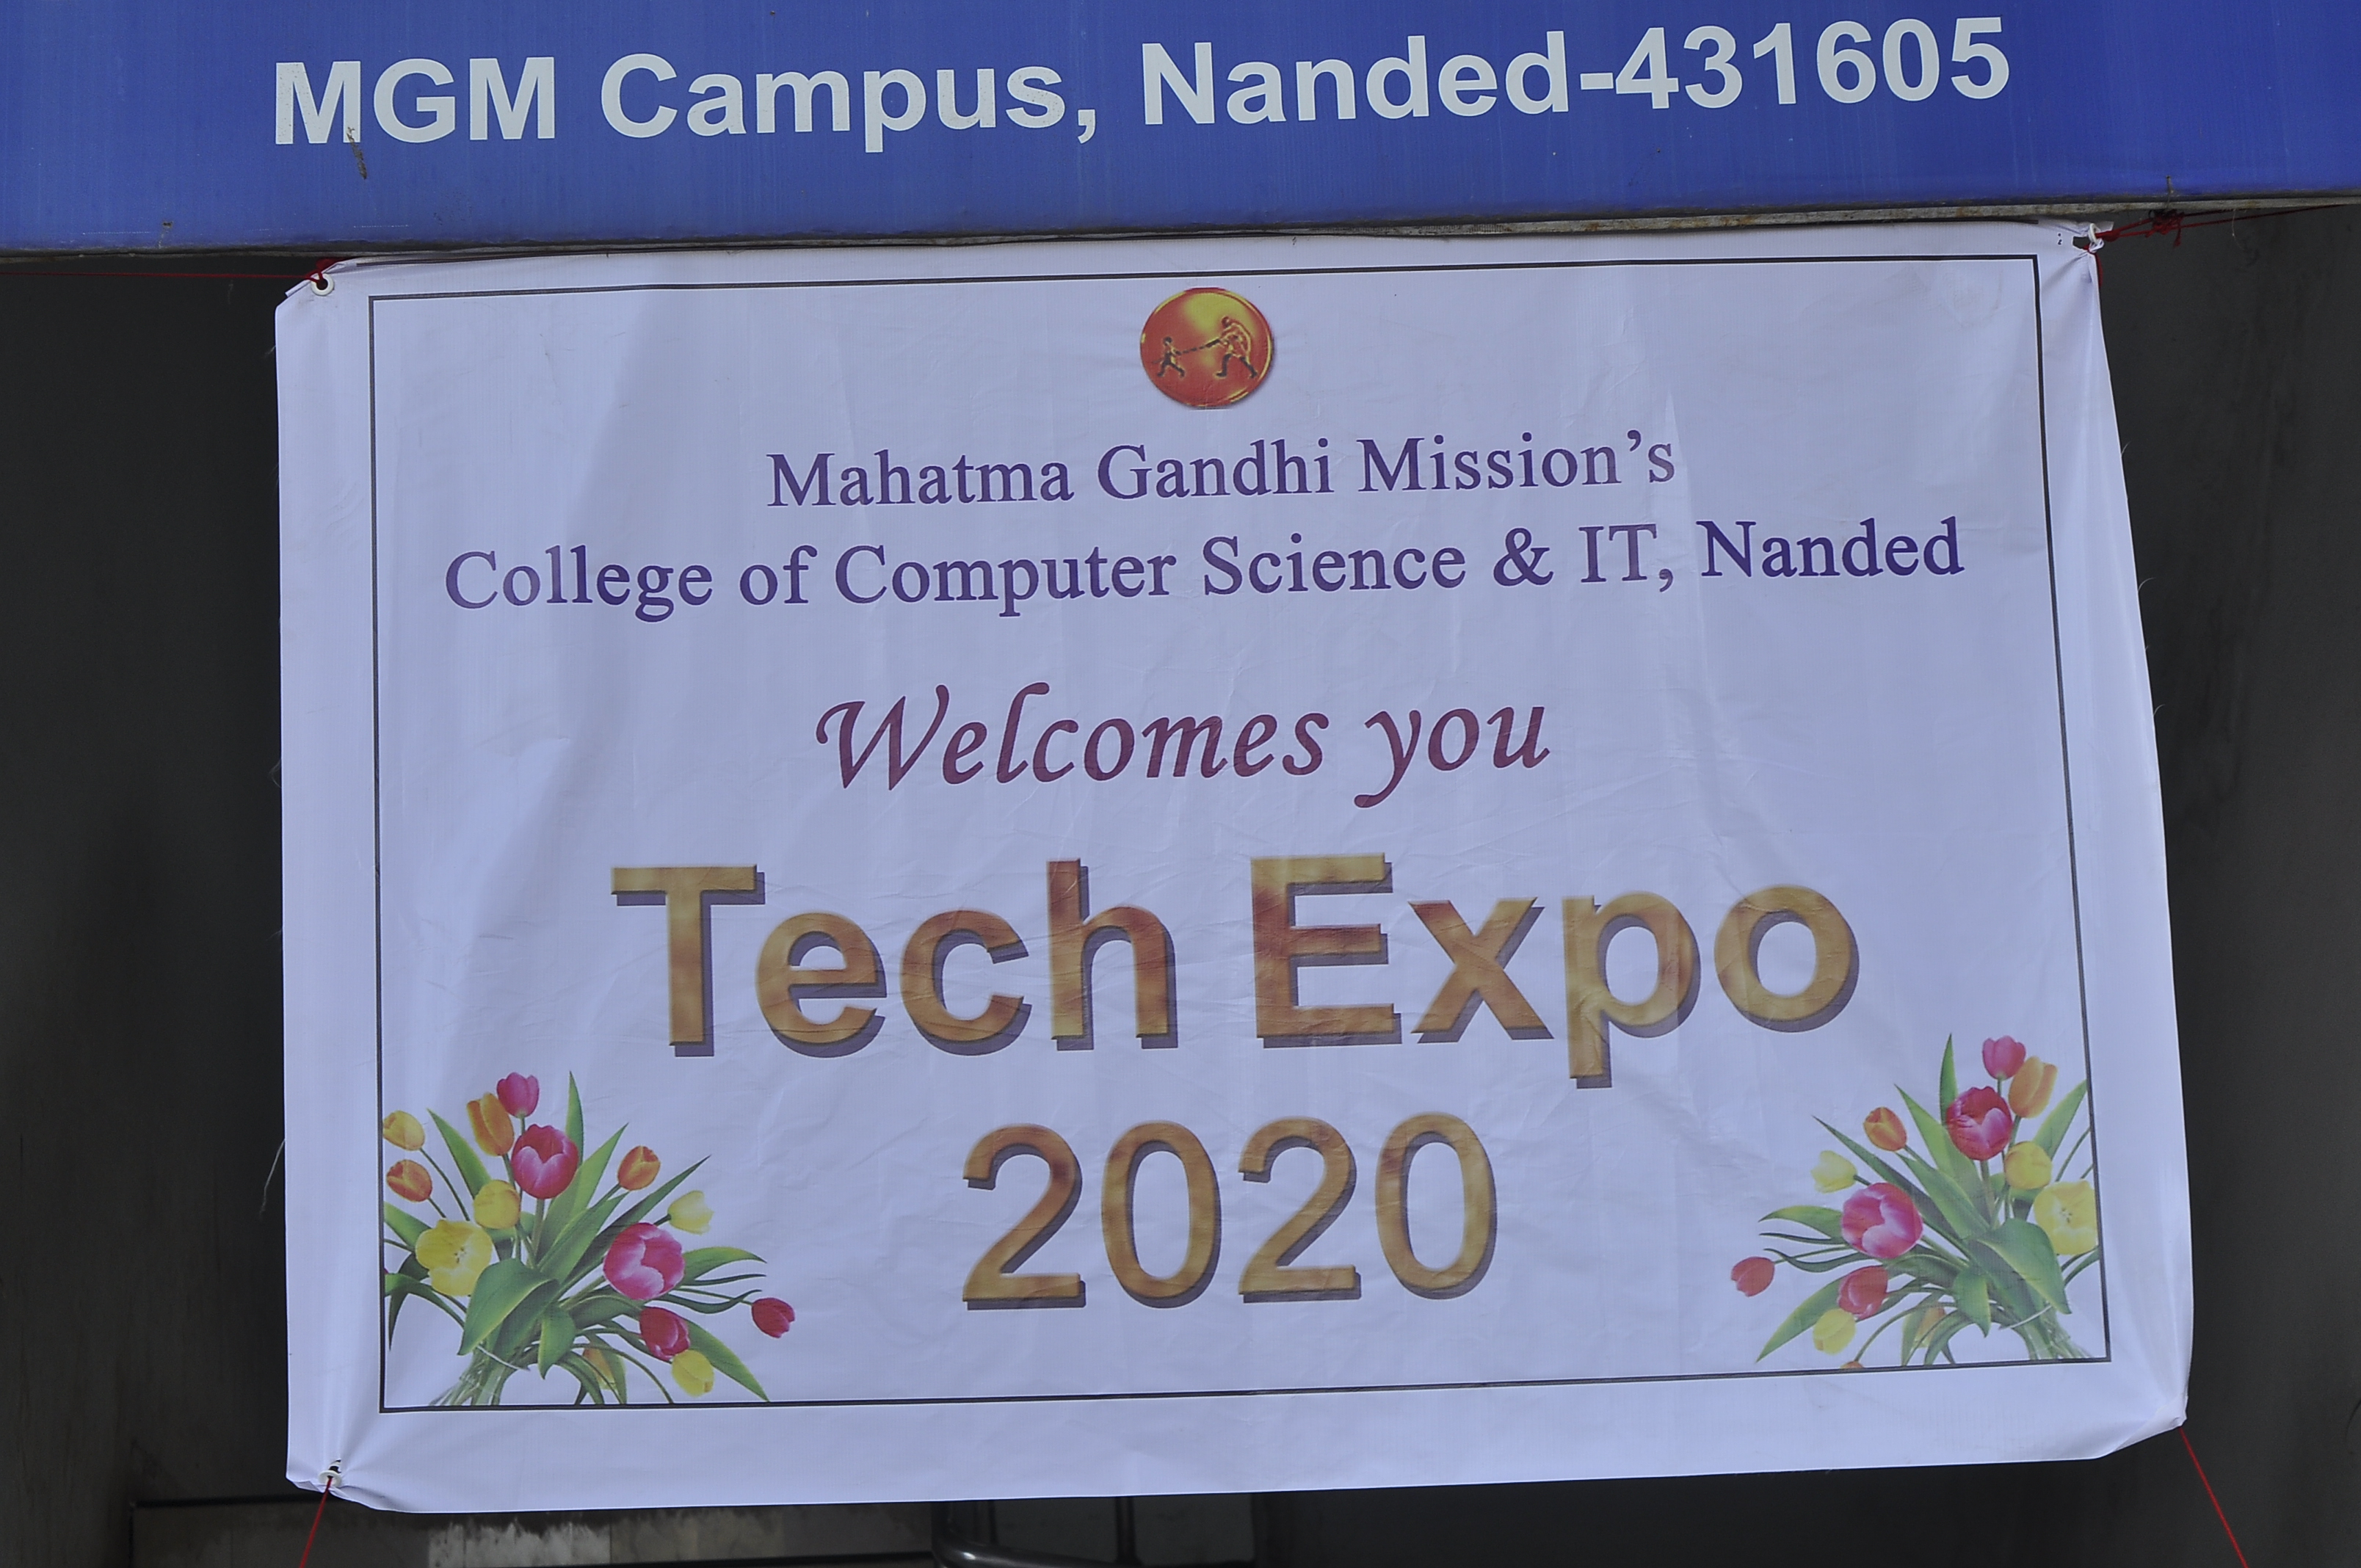 MGM Campus, Nanded-431605
Mahatma Gandhi Mission's
College of Computer Science & IT, Nanded
Welcomes you
Tech Expo
2020